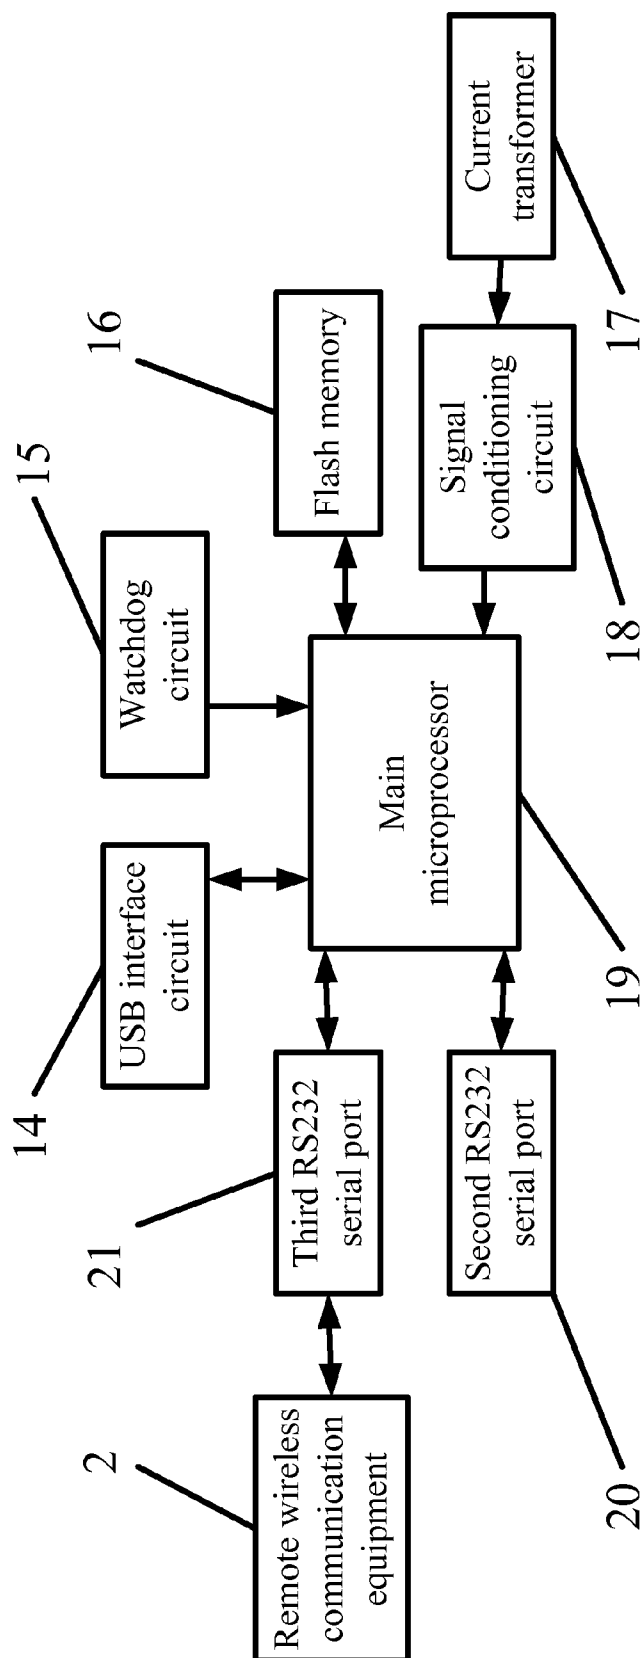 14
15
16
USB interface
circuit
Watchdog
circuit
2
21
Remote wireless
communication
equipment
Third RS232
serial port
Main
microprocessor
Flash memory
Second RS232
serial port
Signal
conditioning
circuit
Current
transformer
20
19
18
17